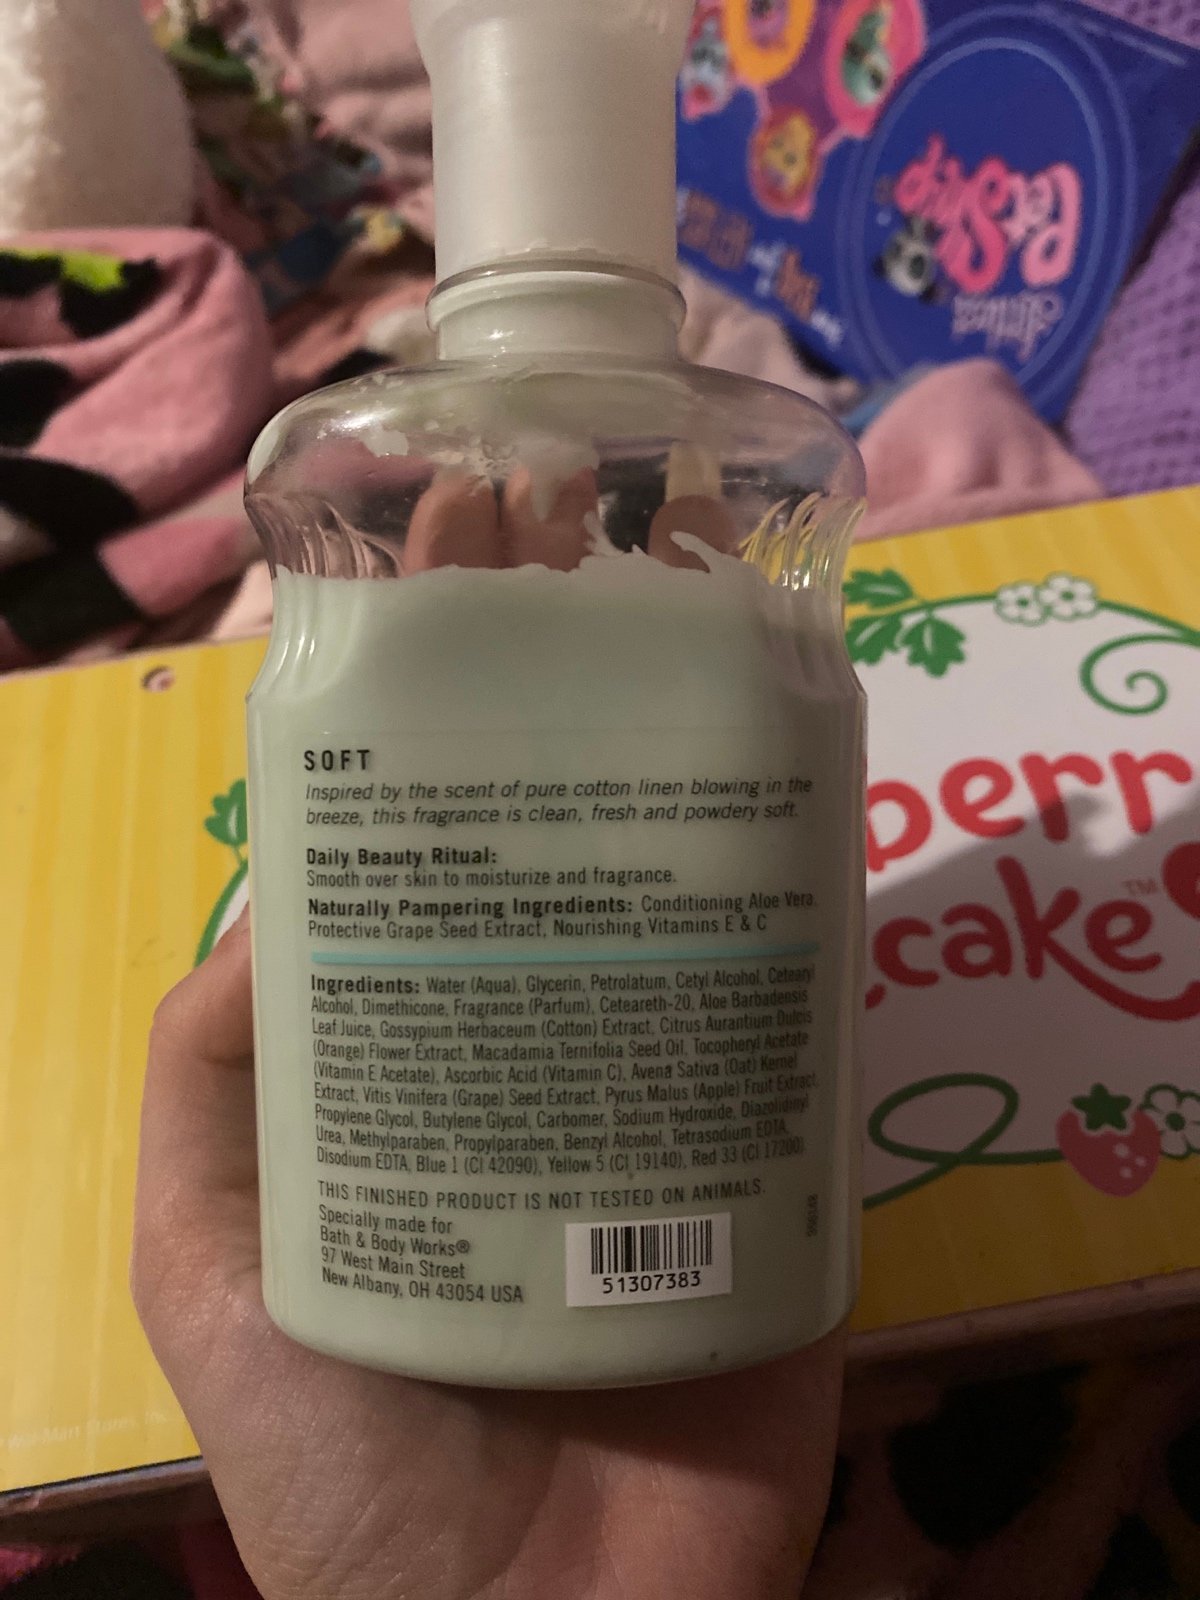 Littlest
Pet Shop
berr
cake™
SOFT
Inspired by the scent of pure cotton linen blowing in the
breeze, this fragrance is clean, fresh and powdery soft.
Daily Beauty Ritual:
Smooth over skin to moisturize and fragrance.
Naturally Pampering Ingredients: Conditioning Aloe Vera,
Protective Grape Seed Extract, Nourishing Vitamins E & C
Ingredients: Water (Aqua), Glycerin, Petrolatum, Cetyl Alcohol, Cetearyl
Alcohol, Dimethicone, Fragrance (Parfum), Ceteareth-20, Aloe Barbadensis
Leaf Juice, Gossypium Herbaceum (Cotton) Extract, Citrus Aurantium Dulcis
(Orange) Flower Extract, Macadamia Ternifolia Seed Oil, Tocopheryl Acetate
(Vitamin E Acetate), Ascorbic Acid (Vitamin C), Avena Sativa (Oat) Kernel
Extract, Vitis Vinifera (Grape) Seed Extract, Pyrus Malus (Apple) Fruit Extract,
Propylene Glycol, Butylene Glycol, Carbomer, Sodium Hydroxide, Diazolidinyl
Urea, Methylparaben, Propylparaben, Benzyl Alcohol, Tetrasodium EDTA,
Disodium EDTA, Blue 1 (CI 42090), Yellow 5 (CI 19140), Red 33 (CI 17200)
THIS FINISHED PRODUCT IS NOT TESTED ON ANIMALS.
Specially made for
Bath & Body Works®
97 West Main Street
New Albany, OH 43054 USA
51307383
Wal-Mart Stores, Inc.